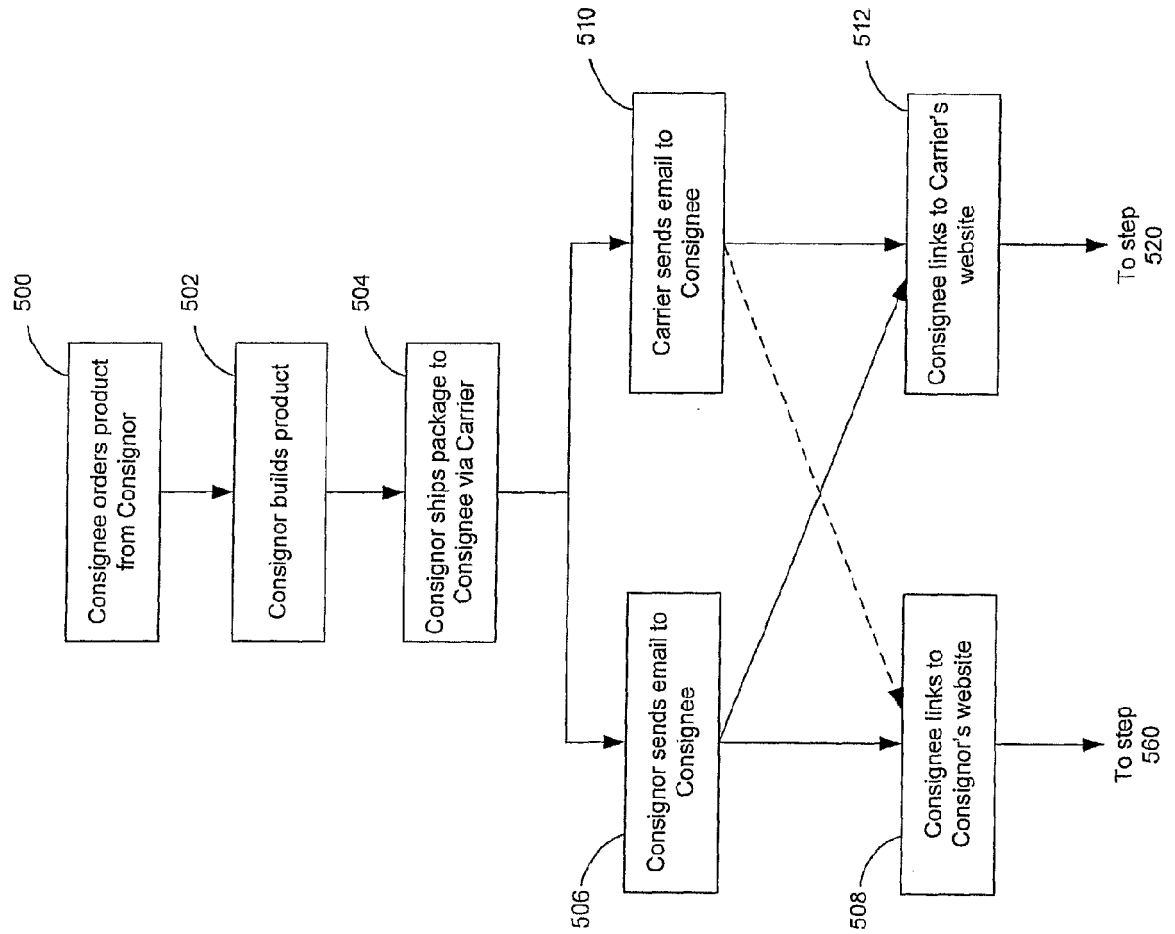 500
Consignee orders product
from Consignor
502
Consignor builds product
504
Consignor ships package to
Consignee via Carrier
506
Consignor sends email to
Consignee
510
Carrier sends email to
Consignee
508
Consignee links to
Consignor's website
512
Consignee links to Carrier's
website
To step
560
To step
520